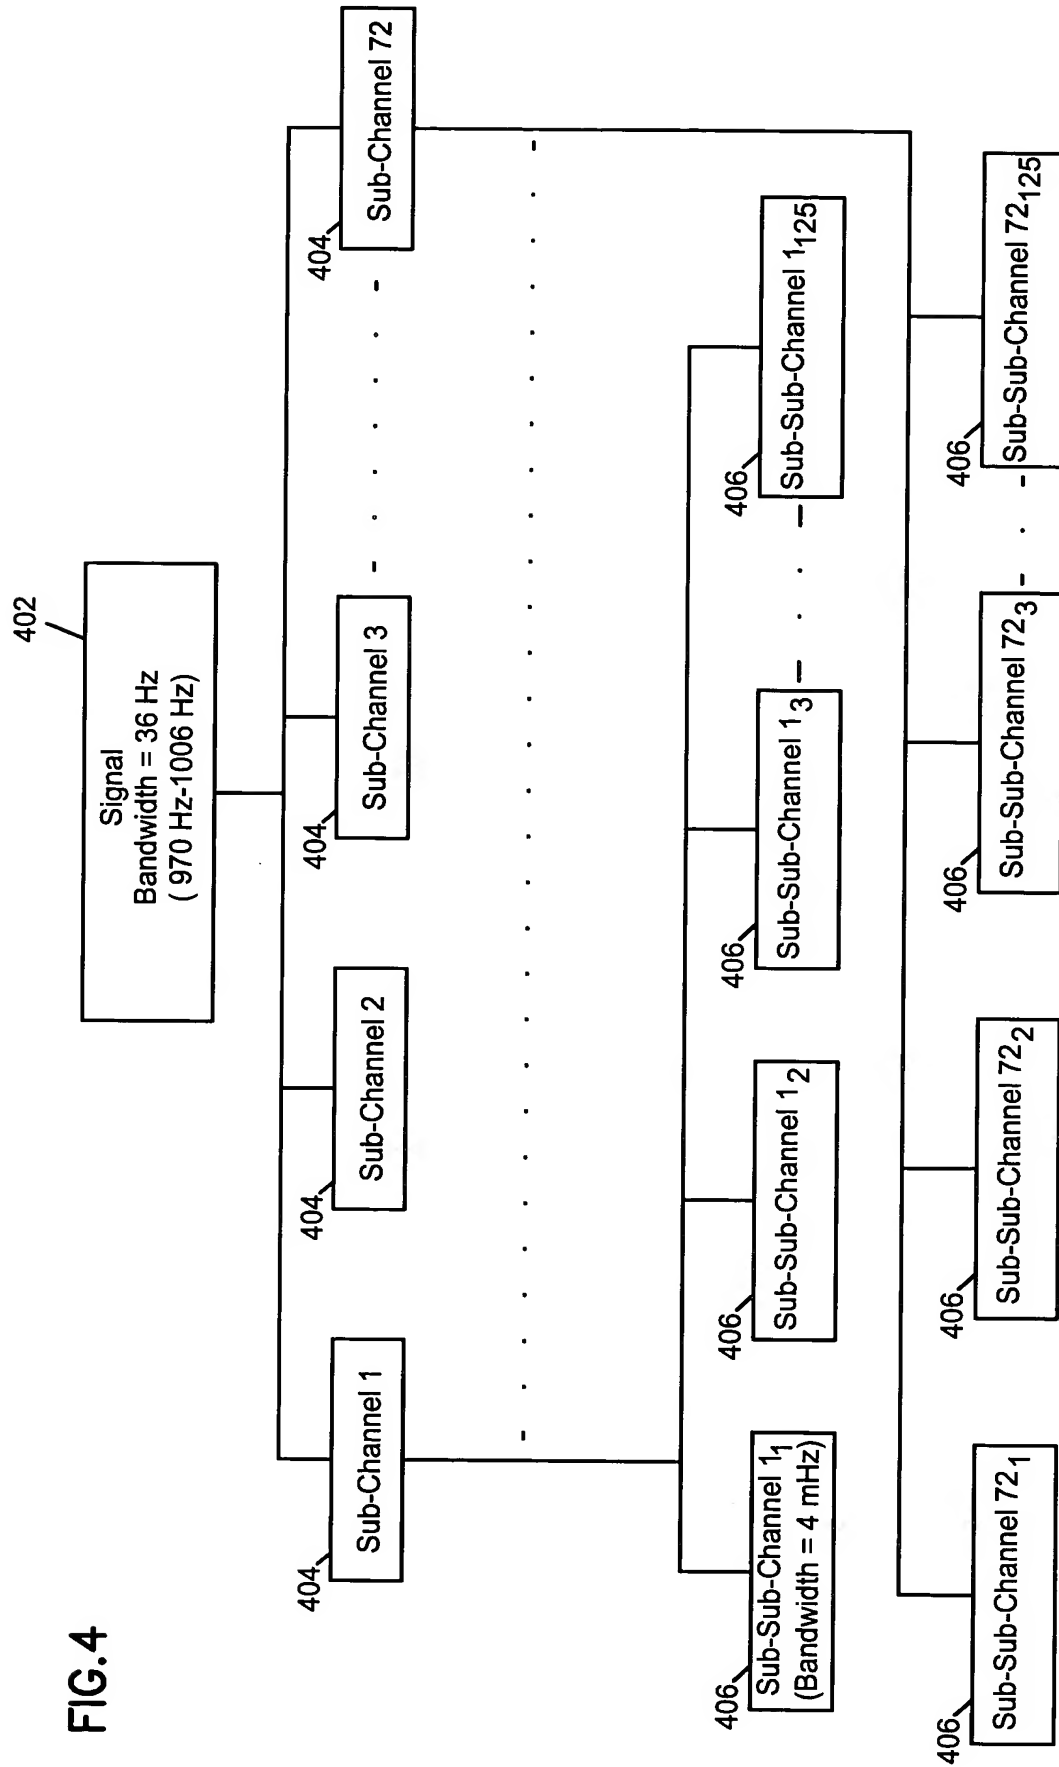 FIG.4
402
Signal
Bandwidth = 36 Hz
( 970 Hz-1006 Hz)
404
Sub-Channel 1
404
Sub-Channel 2
404
Sub-Channel 3
404
Sub-Channel 72
406
Sub-Sub-Channel 1₁
(Bandwidth = 4 mHz)
406
Sub-Sub-Channel 1₂
406
Sub-Sub-Channel 1₃
406
Sub-Sub-Channel 1₁₂₅
406
Sub-Sub-Channel 72₁
406
Sub-Sub-Channel 72₂
406
Sub-Sub-Channel 72₃
406
Sub-Sub-Channel 72₁₂₅